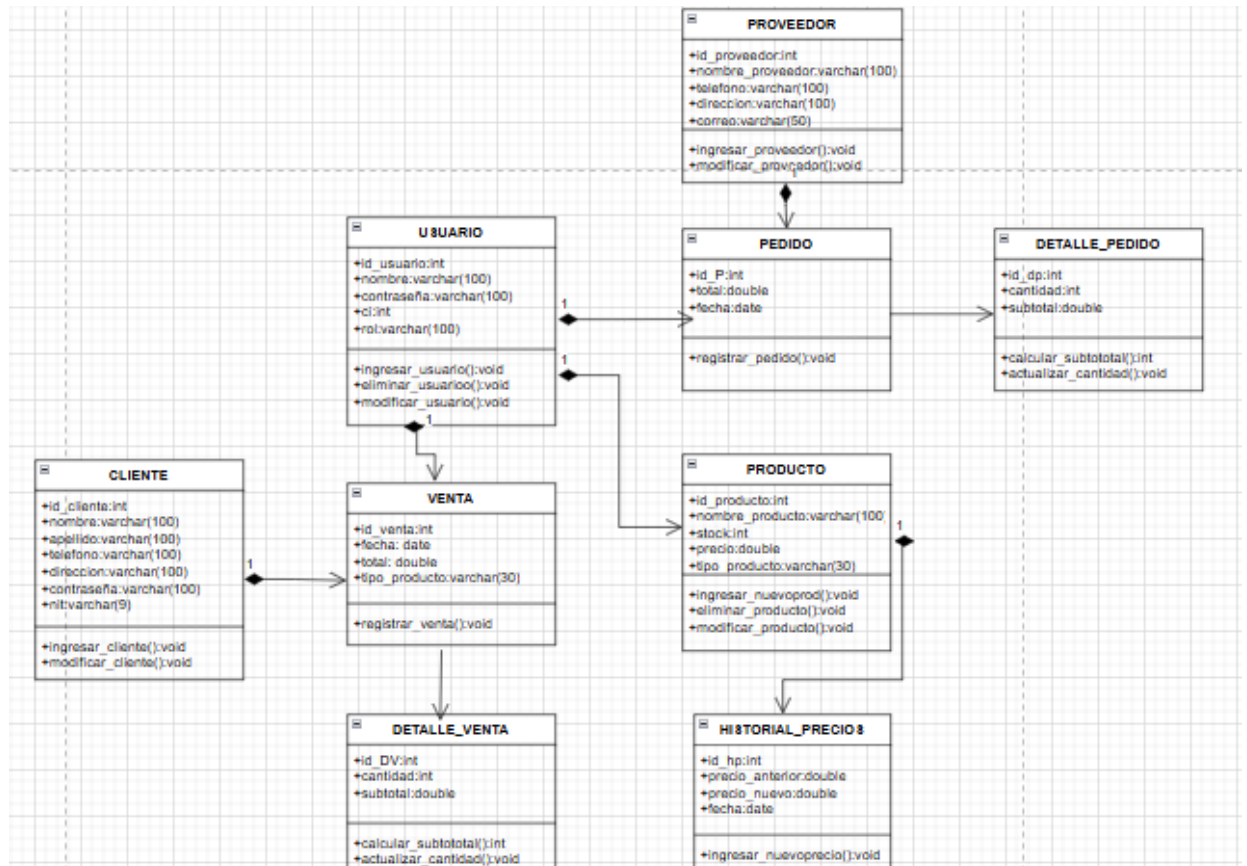 PROVEEDOR
+id_proveedor:int
+nombre_proveedor:varchar(100)
+telefono:varchar(100)
+direccion:varchar(100)
+correo:varchar(50)
+ingresar_proveedor():void
+modificar_proveedor():void
1
USUARIO
+id_usuario:int
+nombre:varchar(100)
+contraseña:varchar(100)
+ci:int
+rol:varchar(100)
+ingresar_usuario():void
+eliminar_usuarioo():void
+modificar_usuario():void
1
1
1
PEDIDO
+id_P:int
+total:double
+fecha:date
+registrar_pedido():void
DETALLE_PEDIDO
+id_dp:int
+cantidad:int
+subtotal:double
+calcular_subtototal():int
+actualizar_cantidad():void
CLIENTE
+id_cliente:int
+nombre:varchar(100)
+apellido:varchar(100)
+telefono:varchar(100)
+direccion:varchar(100)
+contraseña:varchar(100)
+nit:varchar(9)
+ingresar_cliente():void
+modificar_cliente():void
1
VENTA
+id_venta:int
+fecha: date
+total: double
+tipo_producto:varchar(30)
+registrar_venta():void
PRODUCTO
+id_producto:int
+nombre_producto:varchar(100)
+stock:int
+precio:double
+tipo_producto:varchar(30)
+ingresar_nuevoprod():void
+eliminar_producto():void
+modificar_producto():void
1
DETALLE_VENTA
+id_DV:int
+cantidad:int
+subtotal:double
+calcular_subtototal():int
+actualizar_cantidad():void
HISTORIAL_PRECIOS
+id_hp:int
+precio_anterior:double
+precio_nuevo:double
+fecha:date
+ingresar_nuevoprecio():void